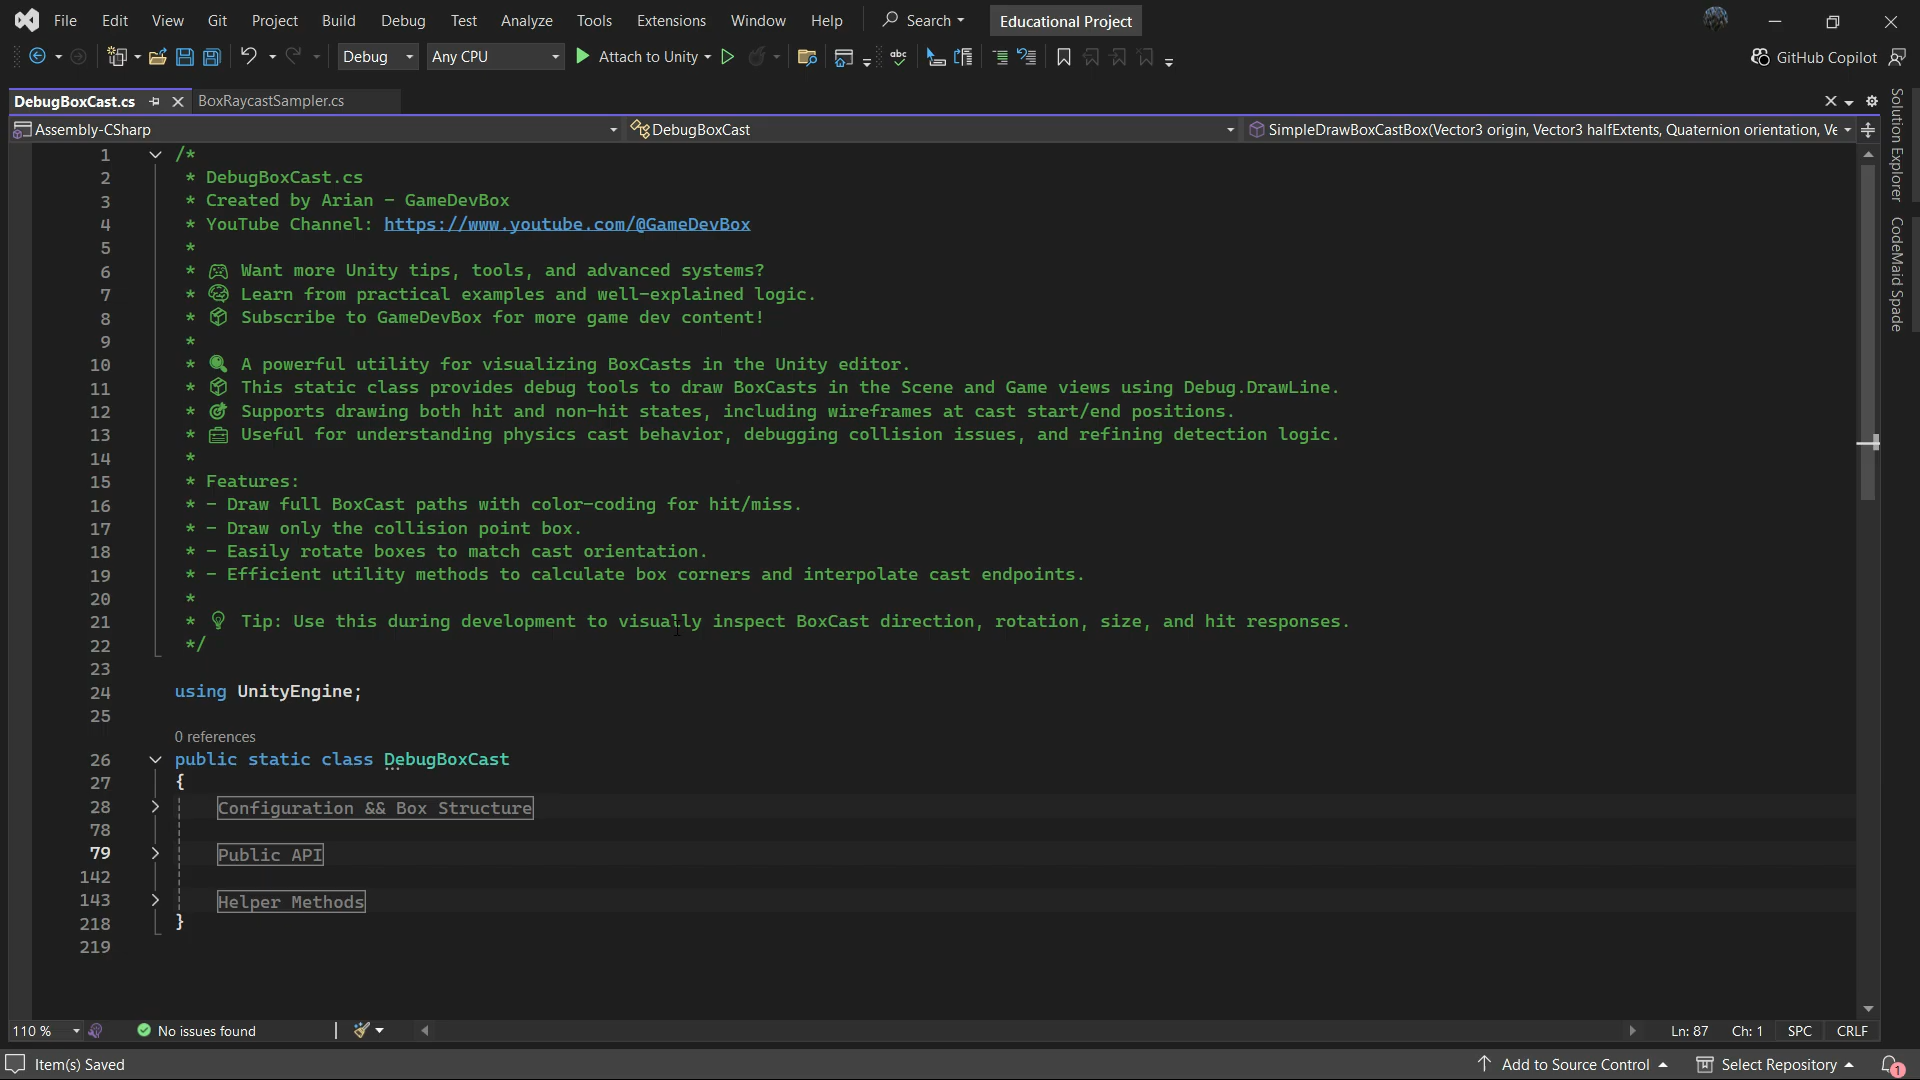 File Edit View Git Project Build Debug Test Analyze Tools Extensions Window Help Search Educational Project
Debug Any CPU Attach to Unity abc GitHub Copilot
DebugBoxCast.cs BoxRaycastSampler.cs
Assembly-CSharp DebugBoxCast SimpleDrawBoxCastBox(Vector3 origin, Vector3 halfExtents, Quaternion orientation, Ve
1 /*
2 * DebugBoxCast.cs
3 * Created by Arian - GameDevBox
4 * YouTube Channel: https://www.youtube.com/@GameDevBox
5 *
6 * 🎮 Want more Unity tips, tools, and advanced systems?
7 * 🧠 Learn from practical examples and well-explained logic.
8 * 📦 Subscribe to GameDevBox for more game dev content!
9 *
10 * 🔍 A powerful utility for visualizing BoxCasts in the Unity editor.
11 * 📦 This static class provides debug tools to draw BoxCasts in the Scene and Game views using Debug.DrawLine.
12 * 🎯 Supports drawing both hit and non-hit states, including wireframes at cast start/end positions.
13 * 🧰 Useful for understanding physics cast behavior, debugging collision issues, and refining detection logic.
14 *
15 * Features:
16 * - Draw full BoxCast paths with color-coding for hit/miss.
17 * - Draw only the collision point box.
18 * - Easily rotate boxes to match cast orientation.
19 * - Efficient utility methods to calculate box corners and interpolate cast endpoints.
20 *
21 * 💡 Tip: Use this during development to visually inspect BoxCast direction, rotation, size, and hit responses.
22 */
23
24 using UnityEngine;
25
0 references
26 public static class DebugBoxCast
27 {
28 Configuration && Box Structure
78
79 Public API
142
143 Helper Methods
218 }
219
110 % No issues found Ln: 87 Ch: 1 SPC CRLF
Item(s) Saved Add to Source Control Select Repository 1
Solution Explorer
CodeMaid Spade